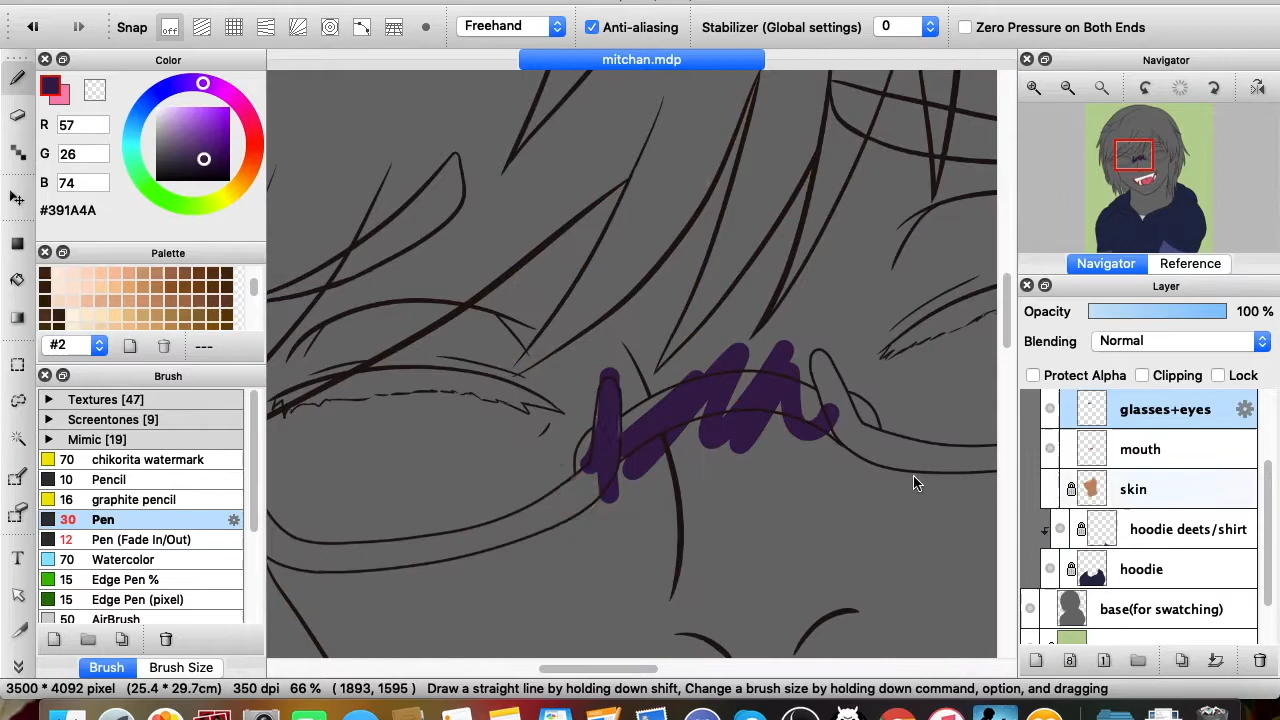 Snap off Freehand Anti-aliasing Stabilizer (Global settings) 0 Zero Pressure on Both Ends
Color
mitchan.mdp
Navigator
R 57
G 26
B 74
#391A4A
Palette
#2 ---
Navigator Reference
Layer
Opacity 100 %
Blending Normal
Protect Alpha Clipping Lock
glasses+eyes
mouth
skin
hoodie deets/shirt
hoodie
base(for swatching)
8 1
Brush
Textures [47]
Screentones [9]
Mimic [19]
70 chikorita watermark
10 Pencil
16 graphite pencil
30 Pen
12 Pen (Fade In/Out)
70 Watercolor
15 Edge Pen %
15 Edge Pen (pixel)
50 AirBrush
Brush Brush Size
T
3500 * 4092 pixel (25.4 * 29.7cm) 350 dpi 66 % ( 1893, 1595 ) Draw a straight line by holding down shift, Change a brush size by holding down command, option, and dragging